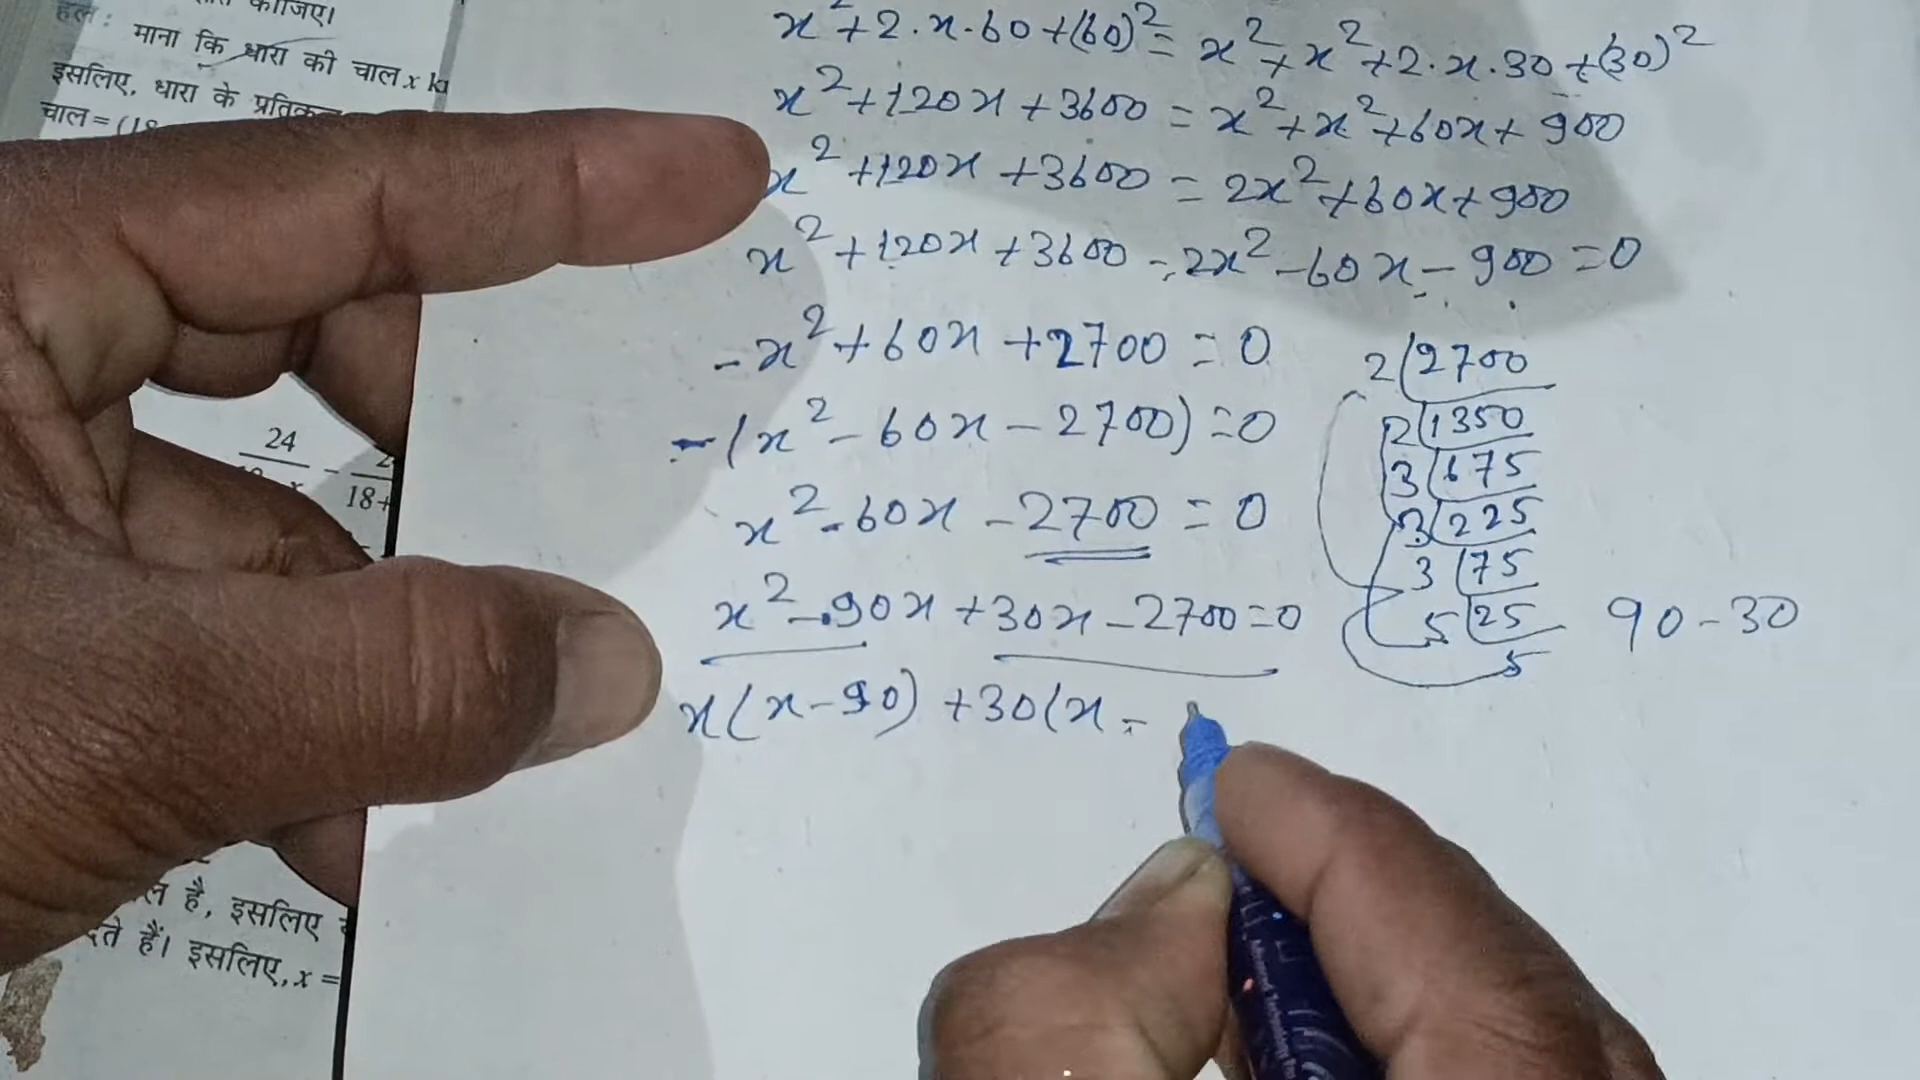 कीजिए।
हल : माना कि धारा की चाल x
इसलिए, धारा के प्रतिकूल
चाल = (18
24
18+
है, इसलिए
देते हैं। इसलिए, x =
x²+2.x.60+(60)²= x²+x²+2.x.30+(30)²
x²+120x+3600 = x²+x²+60x+900
x²+120x+3600 = 2x²+60x+900
x²+120x+3600-2x²-60x-900=0
-x²+60x+2700=0
-(x²-60x-2700)=0
x²-60x-2700=0
x²-90x+30x-2700=0
x(x-90)+30(x-
2 2700
2 1350
3 675
3 225
3 75
5 25
5
90-30